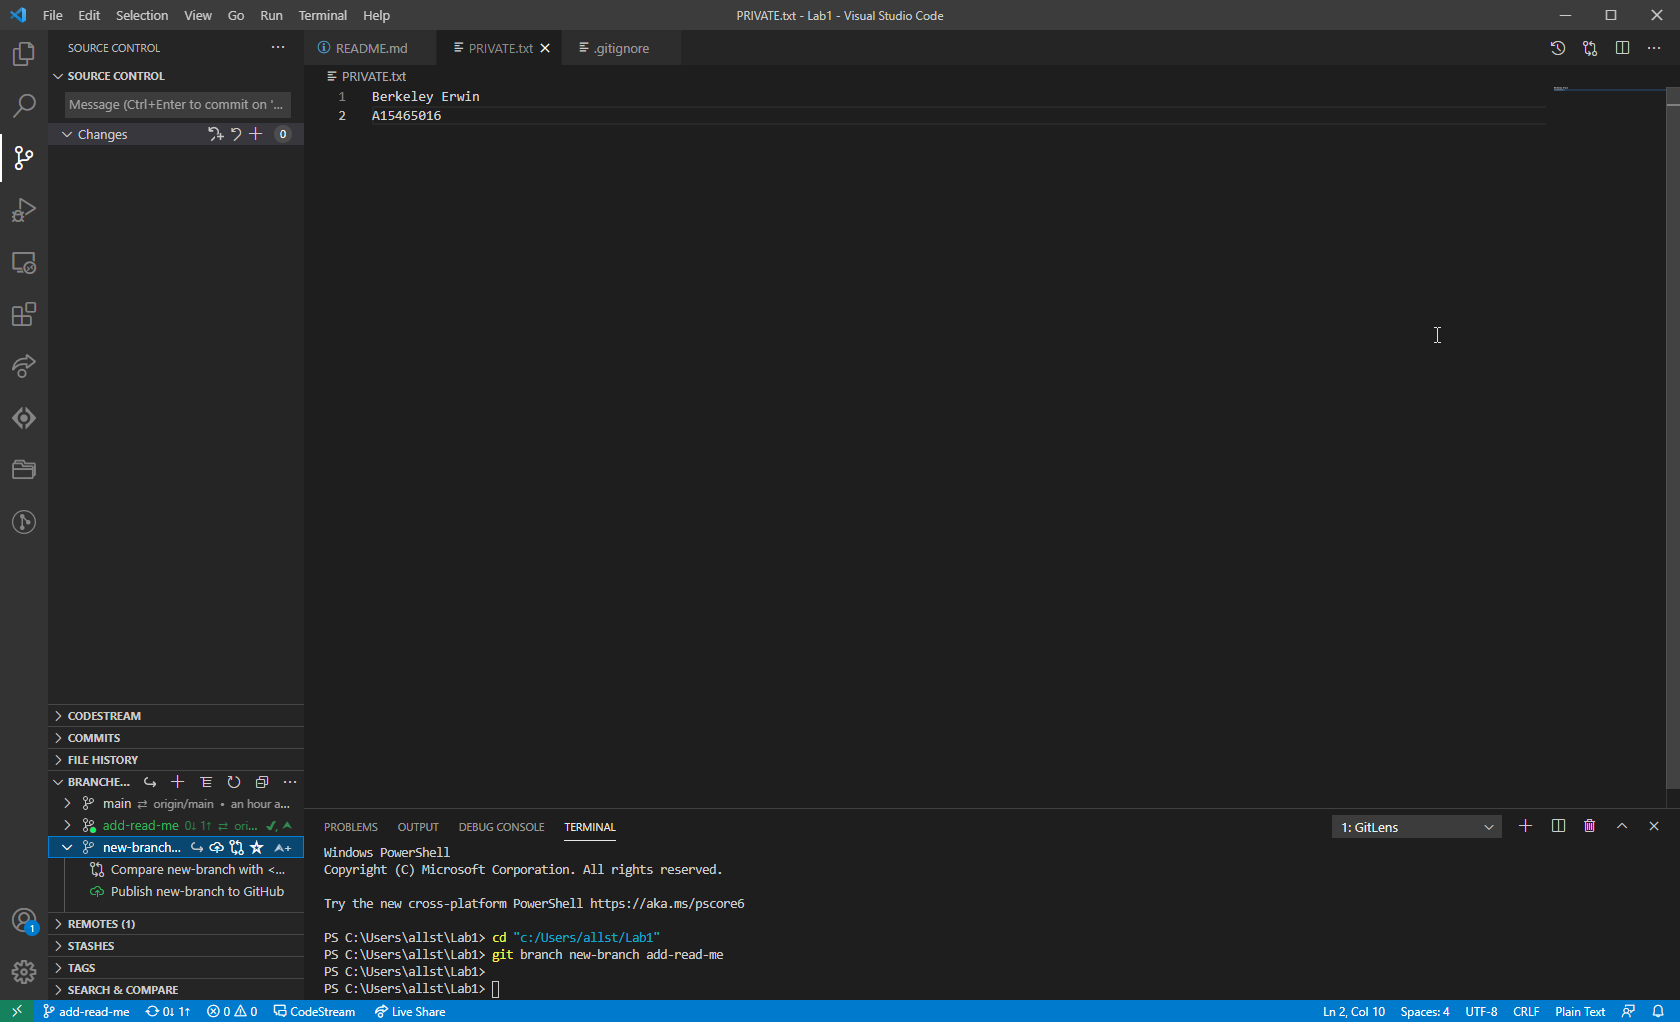 File Edit Selection View Go Run Terminal Help
PRIVATE.txt - Lab1 - Visual Studio Code
SOURCE CONTROL
README.md
PRIVATE.txt
.gitignore
SOURCE CONTROL
PRIVATE.txt
Message (Ctrl+Enter to commit on '...
1 Berkeley Erwin
2 A15465016
Changes 0
CODESTREAM
COMMITS
FILE HISTORY
BRANCHE...
main ⇄ origin/main • an hour a...
add-read-me 0↓ 1↑ ⇄ ori...
new-branch...
Compare new-branch with <...
Publish new-branch to GitHub
REMOTES (1)
STASHES
TAGS
SEARCH & COMPARE
1
PROBLEMS OUTPUT DEBUG CONSOLE TERMINAL
1: GitLens
Windows PowerShell
Copyright (C) Microsoft Corporation. All rights reserved.
Try the new cross-platform PowerShell https://aka.ms/pscore6
PS C:\Users\allst\Lab1> cd "c:/Users/allst/Lab1"
PS C:\Users\allst\Lab1> git branch new-branch add-read-me
PS C:\Users\allst\Lab1>
PS C:\Users\allst\Lab1>
add-read-me 0↓ 1↑ 0 0 CodeStream Live Share
Ln 2, Col 10 Spaces: 4 UTF-8 CRLF Plain Text